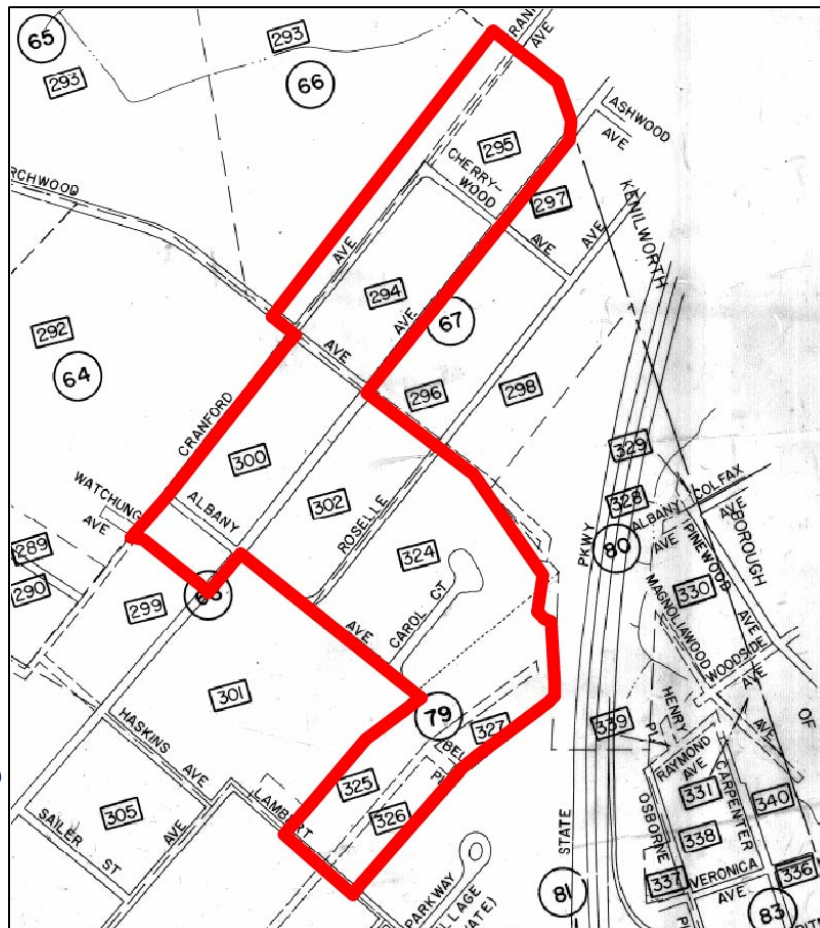 65
293
293
66
AVE
295
ASHWOOD
AVE
CHERRY-
WOOD
AVE
297
AVE
KENILWORTH
AVE
294
AVE
67
292
64
AVE
296
298
CRANFORD
300
302
ROSELLE
329
328
COLFAX
AVE
ALBANY
AVE
PKWY
80
PINEWOOD
AVE
BOROUGH
WATCHUNG
AVE
ALBANY
289
290
299
324
CAROL CT
AVE
330
MAGNOLIAWOOD
AVE
WOODSIDE
AVE
301
79
327
PL
339
HENRY
PL
RAYMOND
AVE
OF
HASKINS
AVE
325
326
LAMBERT
305
SAILER ST
AVE
331
CARPENTER
340
OSBORNE
338
STATE
337
VERONICA
AVE
336
81
83
PARKWAY